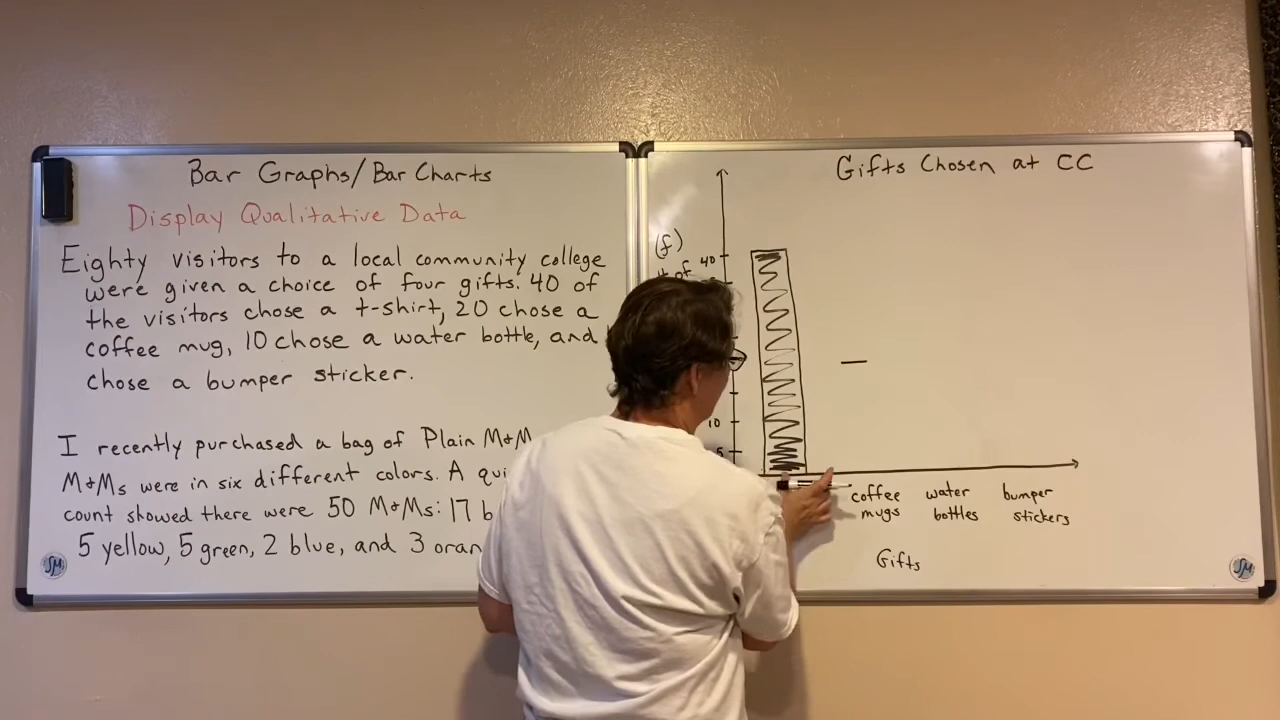 Bar Graphs/Bar Charts
Display Qualitative Data
Eighty visitors to a local community college
were given a choice of four gifts. 40 of
the visitors chose a t-shirt, 20 chose a
coffee mug, 10 chose a water bottle, and
chose a bumper sticker.
I recently purchased a bag of Plain M&M
M&Ms were in six different colors. A
count showed there were 50 M&Ms: 17
5 yellow, 5 green, 2 blue, and 3
SM
Gifts Chosen at CC
(f)
# of
40
10
5
coffee mugs
water bottles
bumper stickers
Gifts
SM